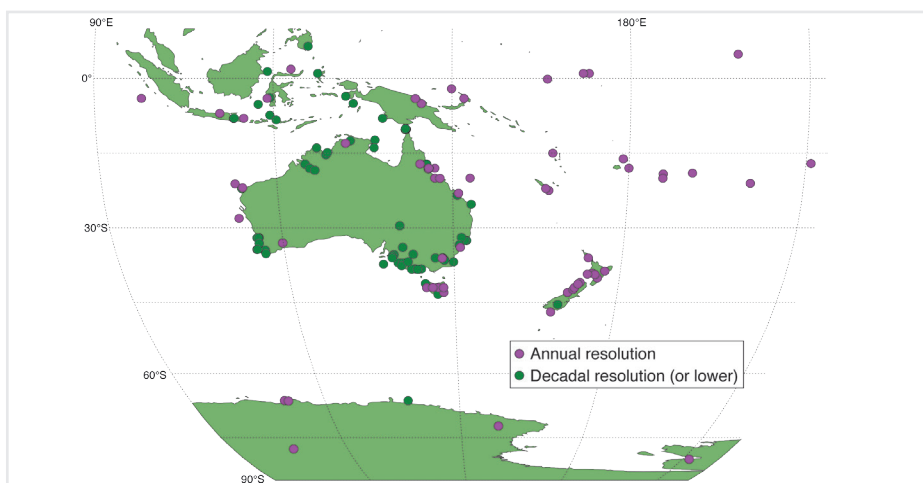 90°E
180°E
0°
30°S
Annual resolution
Decadal resolution (or lower)
60°S
90°S